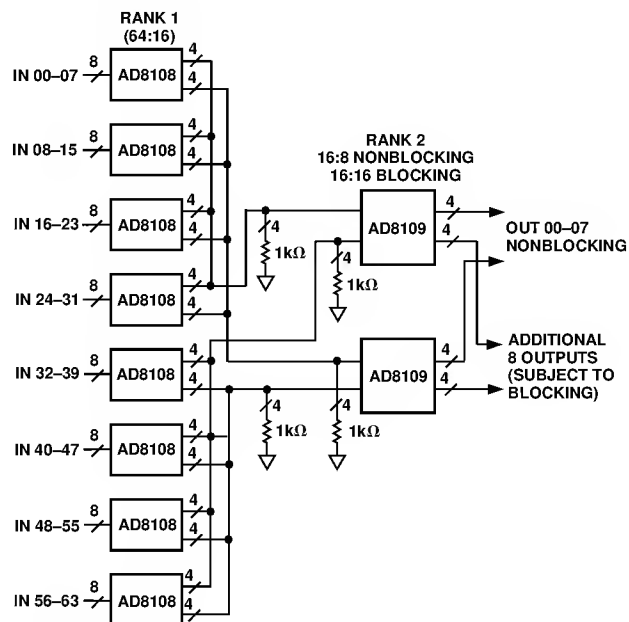 RANK 1
(64:16)
IN 00–07
8
AD8108
4
4
IN 08–15
8
AD8108
4
4
IN 16–23
8
AD8108
4
4
IN 24–31
8
AD8108
4
4
IN 32–39
8
AD8108
4
4
IN 40–47
8
AD8108
4
4
IN 48–55
8
AD8108
4
4
IN 56–63
8
AD8108
4
4
4
1kΩ
4
1kΩ
4
1kΩ
4
1kΩ
RANK 2
16:8 NONBLOCKING
16:16 BLOCKING
AD8109
4
4
AD8109
4
4
OUT 00–07
NONBLOCKING
ADDITIONAL
8 OUTPUTS
(SUBJECT TO
BLOCKING)